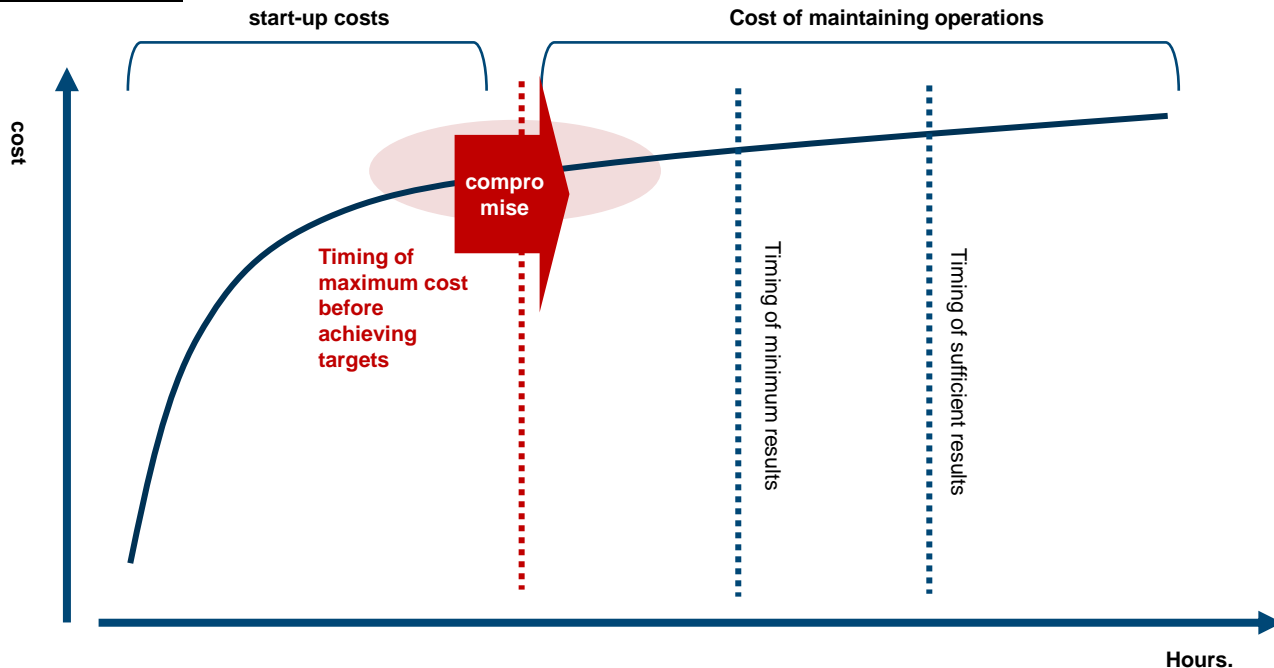 start-up costs
Cost of maintaining operations
cost
compro
mise
Timing of
maximum cost
before
achieving
targets
Timing of minimum results
Timing of sufficient results
Hours.